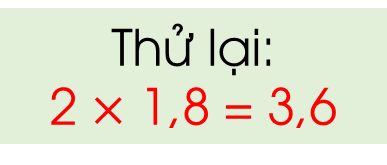 Thử lại:
2 × 1,8 = 3,6